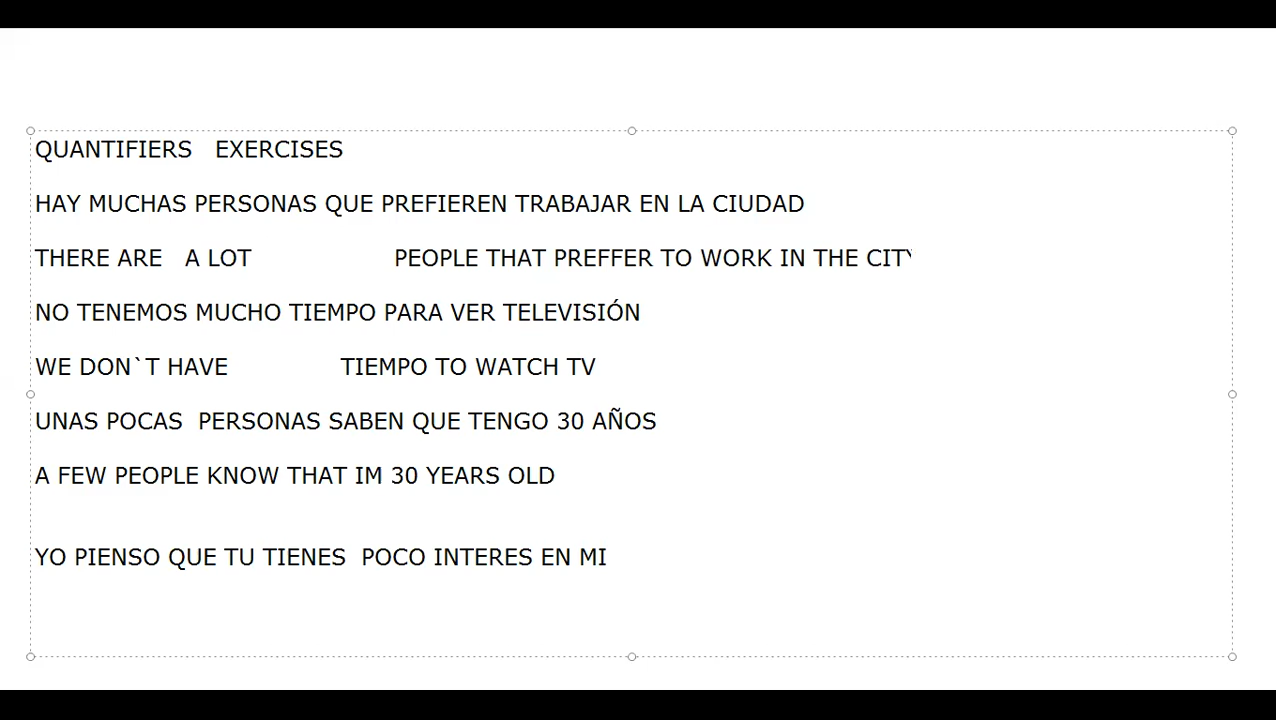 QUANTIFIERS EXERCISES
HAY MUCHAS PERSONAS QUE PREFIEREN TRABAJAR EN LA CIUDAD
THERE ARE A LOT PEOPLE THAT PREFFER TO WORK IN THE CITY
NO TENEMOS MUCHO TIEMPO PARA VER TELEVISIÓN
WE DON`T HAVE TIEMPO TO WATCH TV
UNAS POCAS PERSONAS SABEN QUE TENGO 30 AÑOS
A FEW PEOPLE KNOW THAT IM 30 YEARS OLD
YO PIENSO QUE TU TIENES POCO INTERES EN MI